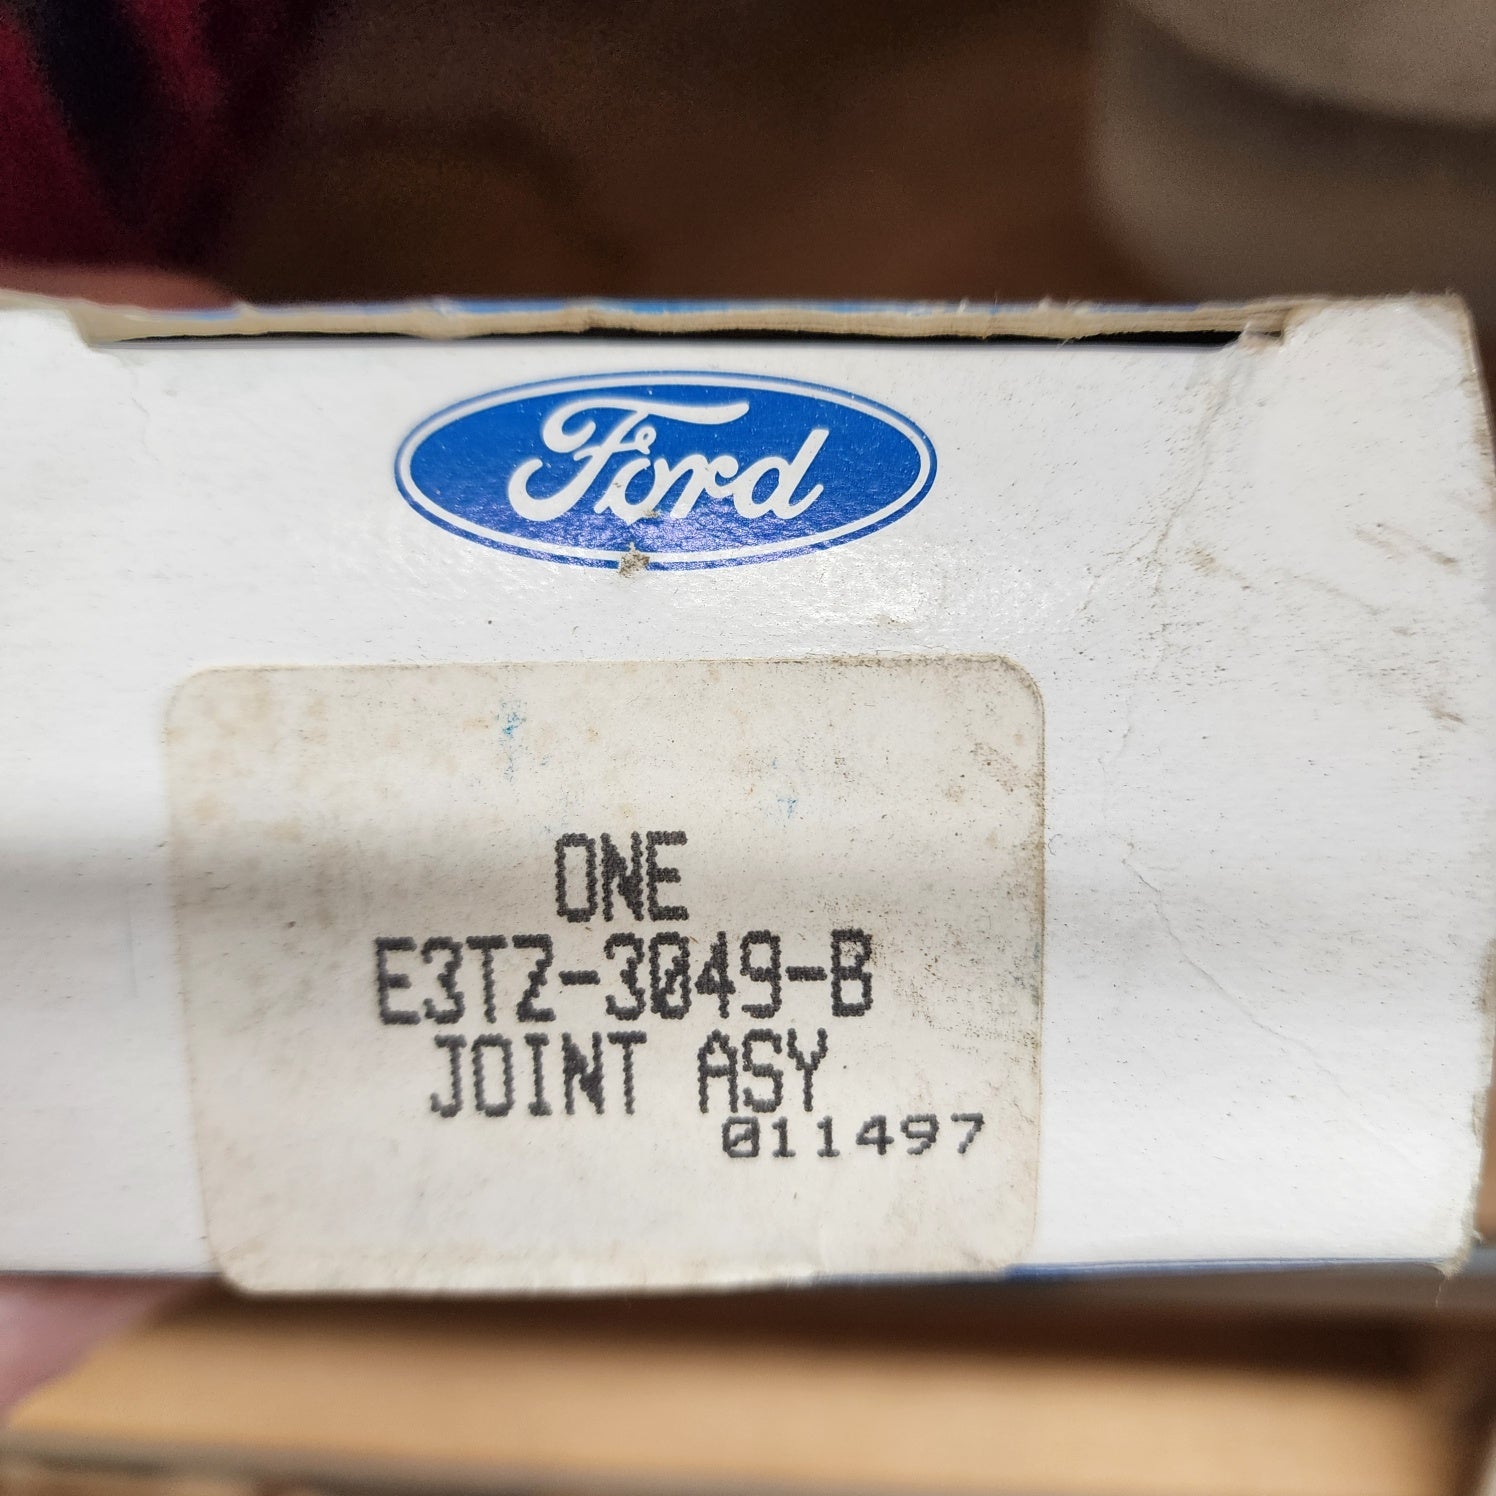 Ford
ONE
E3TZ-3049-B
JOINT ASY
011497